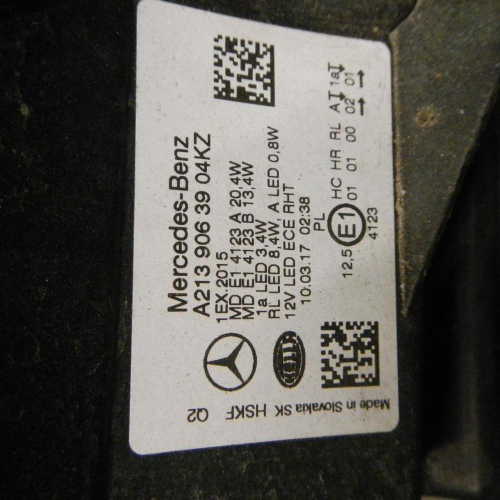 Mercedes-Benz
A213 906 39 04KZ
1EX.2015
MD E1 4123 A 20,4W
MD E1 4123 B 13,4W
1a LED 3,4W
RL LED 8,4W, A LED 0,8W
12V LED ECE RHT
10.03.17 02:38
PL
HC HR RL A 1a
01 01 00 02 01
12,5 E1
4123
Q2 HSKF
Made in Slovakia SK